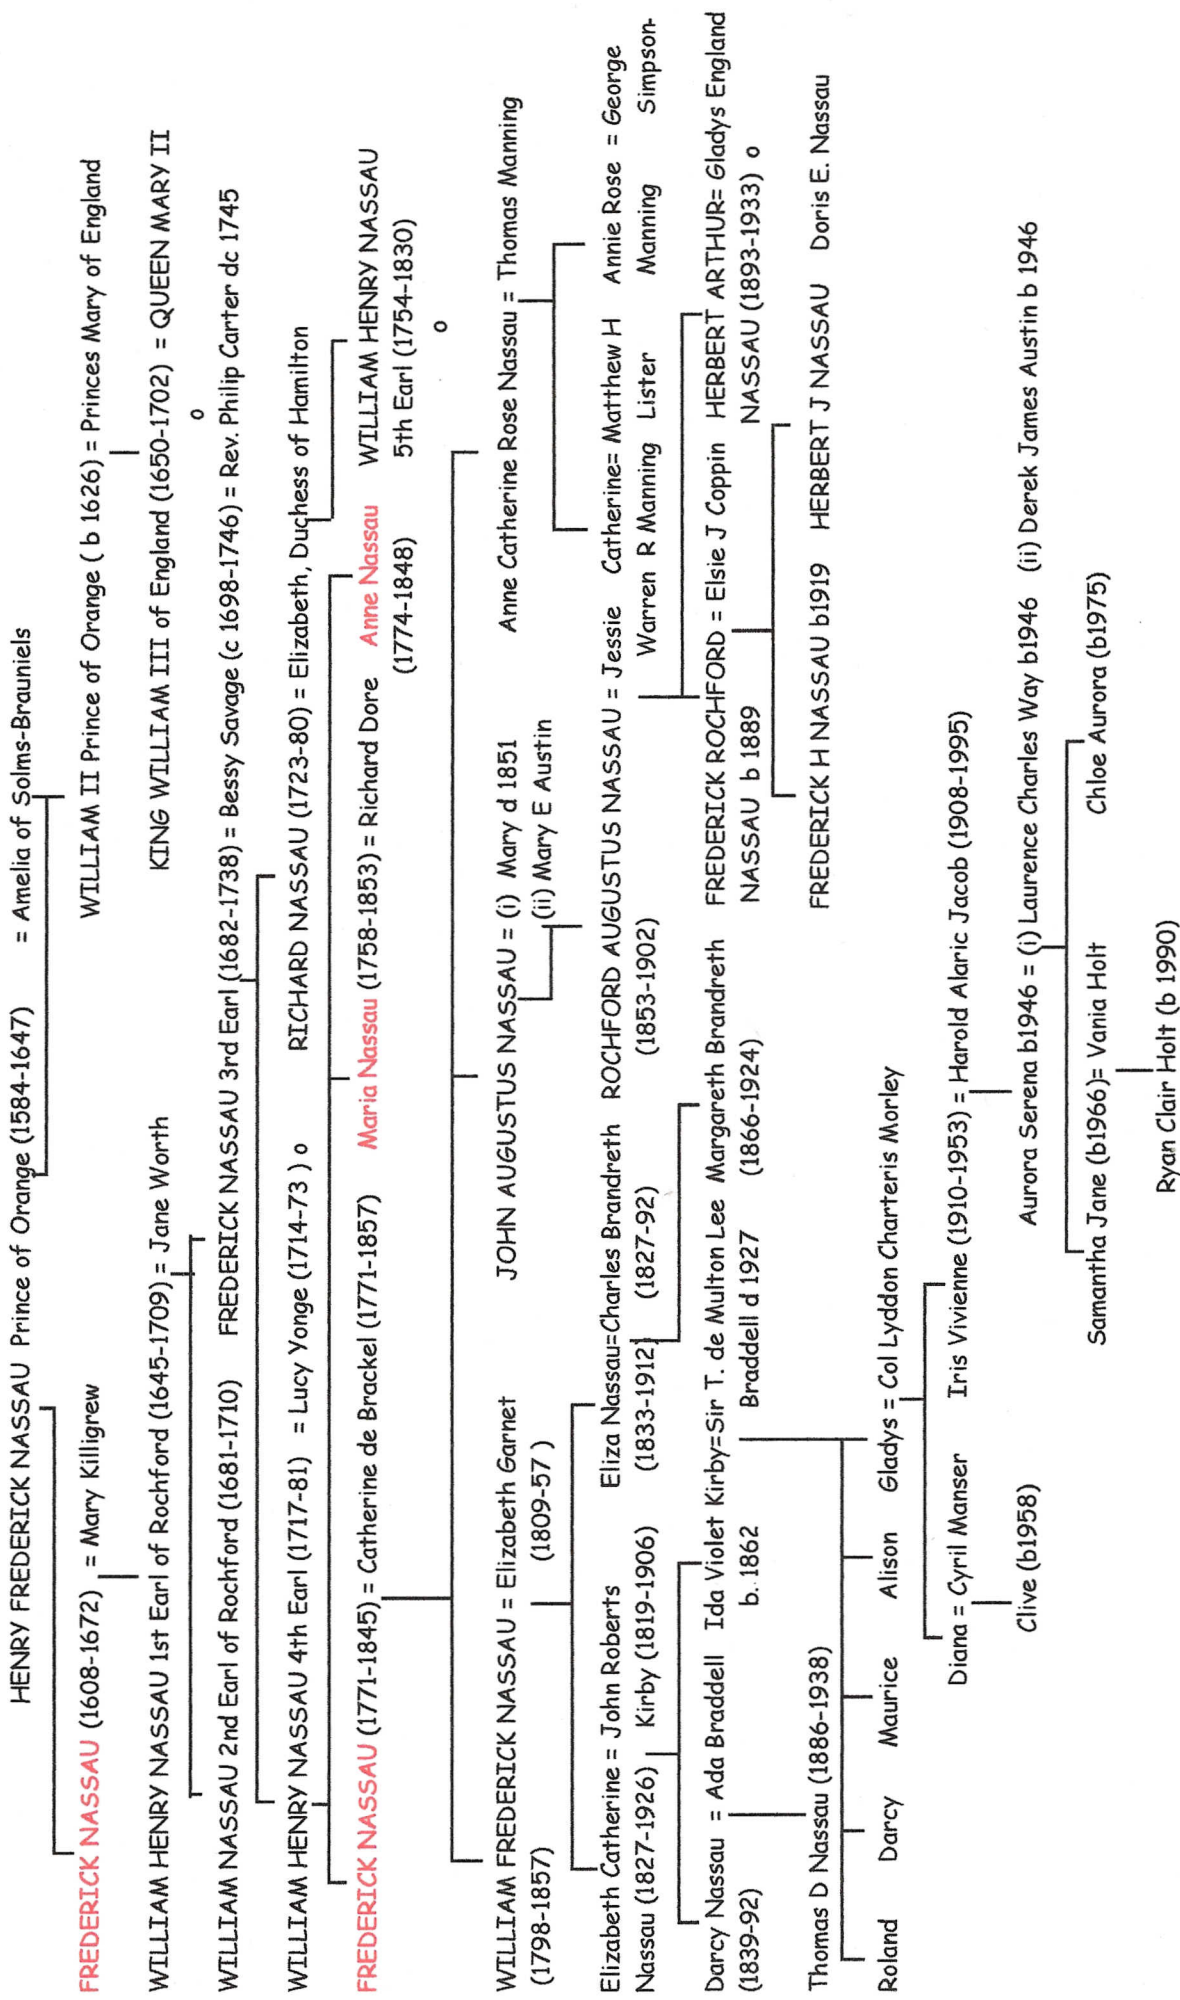 HENRY FREDERICK NASSAU Prince of Orange (1584-1647) = Amelia of Solms-Brauniels
FREDERICK NASSAU (1608-1672) = Mary Killigrew WILLIAM II Prince of Orange ( b 1626) = Princes Mary of England
WILLIAM HENRY NASSAU 1st Earl of Rochford (1645-1709) = Jane Worth KING WILLIAM III of England (1650-1702) = QUEEN MARY II
o
WILLIAM NASSAU 2nd Earl of Rochford (1681-1710) FREDERICK NASSAU 3rd Earl (1682-1738) = Bessy Savage (c 1698-1746) = Rev. Philip Carter dc 1745
WILLIAM HENRY NASSAU 4th Earl (1717-81) = Lucy Yonge (1714-73 ) o RICHARD NASSAU (1723-80) = Elizabeth, Duchess of Hamilton
FREDERICK NASSAU (1771-1845) = Catherine de Brackel (1771-1857) Maria Nassau (1758-1853) = Richard Dore Anne Nassau WILLIAM HENRY NASSAU
(1774-1848) 5th Earl (1754-1830)
o
WILLIAM FREDERICK NASSAU = Elizabeth Garnet JOHN AUGUSTUS NASSAU = (i) Mary d 1851 Anne Catherine Rose Nassau = Thomas Manning
(1798-1857) (1809-57 ) (ii) Mary E Austin
Elizabeth Catherine = John Roberts Eliza Nassau=Charles Brandreth ROCHFORD AUGUSTUS NASSAU = Jessie Catherine= Matthew H Annie Rose = George
Nassau (1827-1926) Kirby (1819-1906) (1833-1912) (1827-92) (1853-1902) Warren R Manning Lister Manning Simpson-
Darcy Nassau = Ada Braddell Ida Violet Kirby=Sir T. de Multon Lee Margareth Brandreth FREDERICK ROCHFORD = Elsie J Coppin HERBERT ARTHUR= Gladys England
(1839-92) b. 1862 Braddell d 1927 (1866-1924) NASSAU b 1889 NASSAU (1893-1933) o
Thomas D Nassau (1886-1938) FREDERICK H NASSAU b1919 HERBERT J NASSAU Doris E. Nassau
Roland Darcy Maurice Alison Gladys = Col Lyddon Charteris Morley
Diana = Cyril Manser Iris Vivienne (1910-1953) = Harold Alaric Jacob (1908-1995)
Clive (b1958) Aurora Serena b1946 = (i) Laurence Charles Way b1946 (ii) Derek James Austin b 1946
Samantha Jane (b1966)= Vania Holt Chloe Aurora (b1975)
Ryan Clair Holt (b 1990)